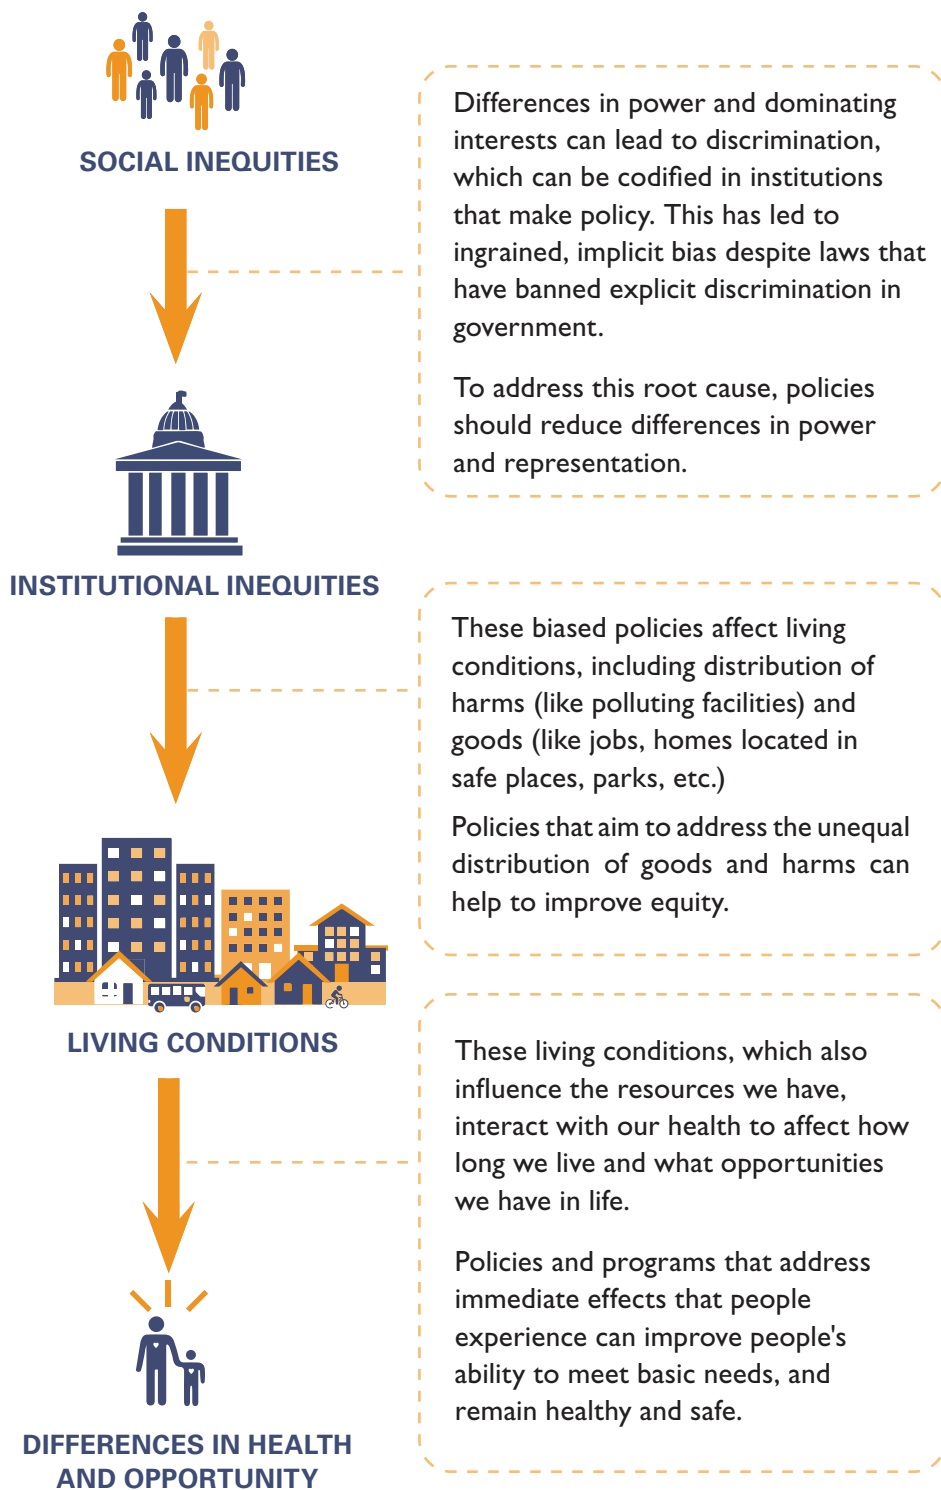 SOCIAL INEQUITIES
Differences in power and dominating
interests can lead to discrimination,
which can be codified in institutions
that make policy. This has led to
ingrained, implicit bias despite laws that
have banned explicit discrimination in
government.
To address this root cause, policies
should reduce differences in power
and representation.
INSTITUTIONAL INEQUITIES
These biased policies affect living
conditions, including distribution of
harms (like polluting facilities) and
goods (like jobs, homes located in
safe places, parks, etc.)
Policies that aim to address the unequal
distribution of goods and harms can
help to improve equity.
LIVING CONDITIONS
These living conditions, which also
influence the resources we have,
interact with our health to affect how
long we live and what opportunities
we have in life.
Policies and programs that address
immediate effects that people
experience can improve people's
ability to meet basic needs, and
remain healthy and safe.
DIFFERENCES IN HEALTH
AND OPPORTUNITY